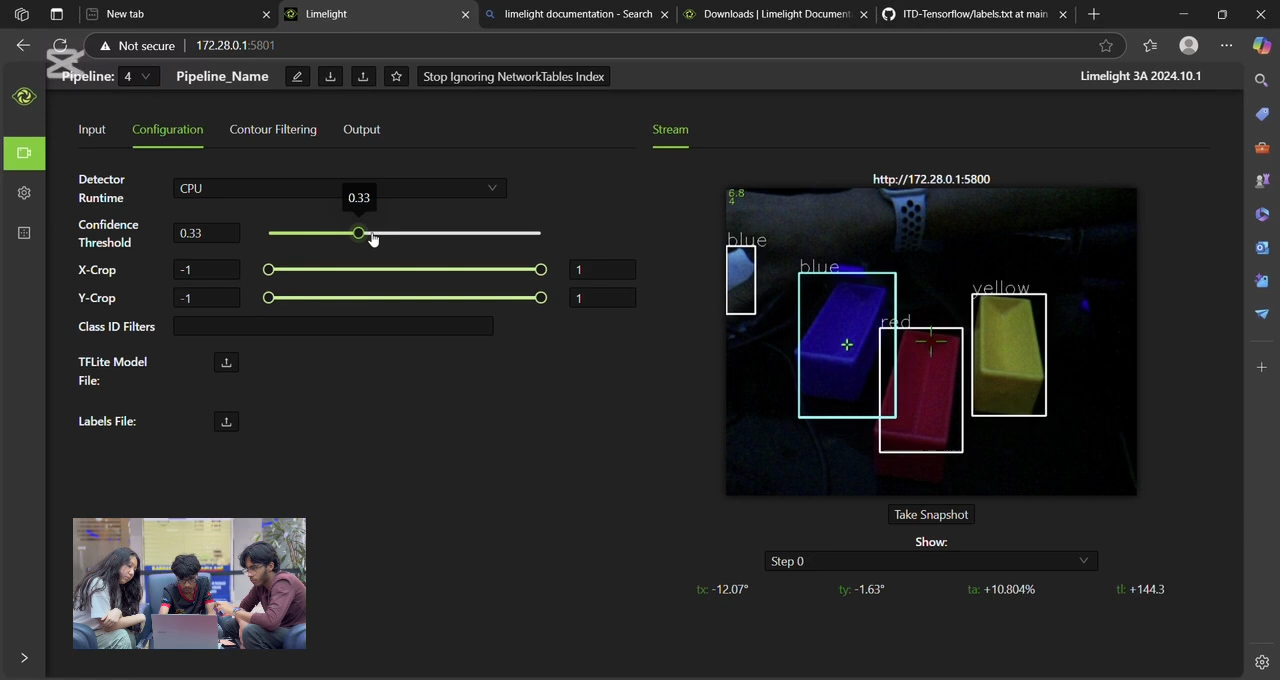 New tab
Limelight
limelight documentation - Search
Downloads | Limelight Document
ITD-Tensorflow/labels.txt at main
Not secure
172.28.0.1:5801
Pipeline:
4
Pipeline_Name
Stop Ignoring NetworkTables Index
Limelight 3A 2024.10.1
Input
Configuration
Contour Filtering
Output
Stream
Detector
Runtime
CPU
0.33
Confidence
Threshold
0.33
X-Crop
-1
1
Y-Crop
-1
1
Class ID Filters
TFLite Model
File:
Labels File:
http://172.28.0.1:5800
6.8
4
blue
blue
red
yellow
Take Snapshot
Show:
Step 0
tx: -12.07°
ty: -1.63°
ta: +10.804%
tl: +144.3